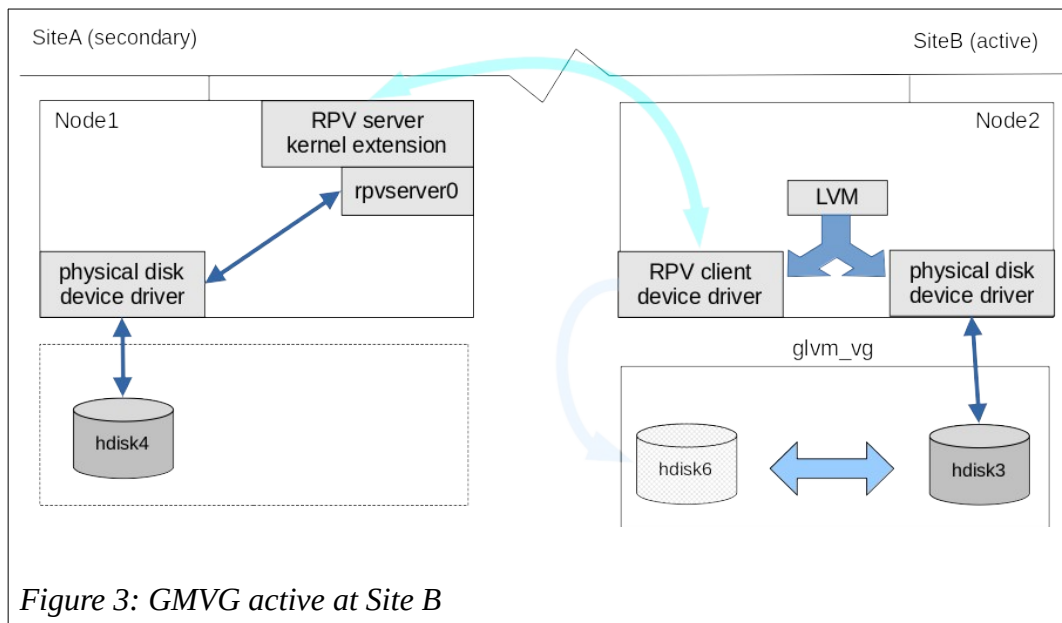 SiteA (secondary)
SiteB (active)
Node1
RPV server
kernel extension
rpvserver0
physical disk
device driver
hdisk4
Node2
LVM
RPV client
device driver
physical disk
device driver
glvm_vg
hdisk6
hdisk3
Figure 3: GMVG active at Site B